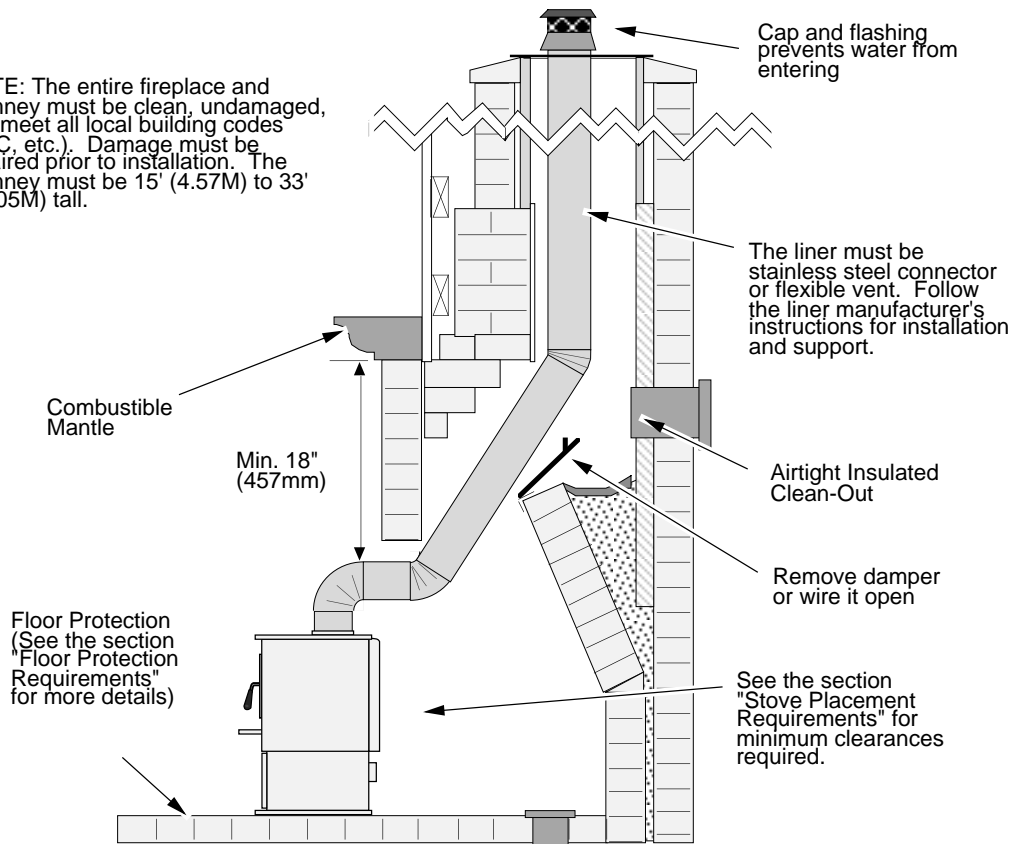 Cap and flashing
prevents water from
entering
TE: The entire fireplace and
nney must be clean, undamaged,
meet all local building codes
C, etc.). Damage must be
ired prior to installation. The
nney must be 15' (4.57M) to 33'
05M) tall.
The liner must be
stainless steel connector
or flexible vent. Follow
the liner manufacturer's
instructions for installation
and support.
Combustible
Mantle
Min. 18"
(457mm)
Airtight Insulated
Clean-Out
Remove damper
or wire it open
Floor Protection
(See the section
"Floor Protection
Requirements"
for more details)
See the section
"Stove Placement
Requirements" for
minimum clearances
required.